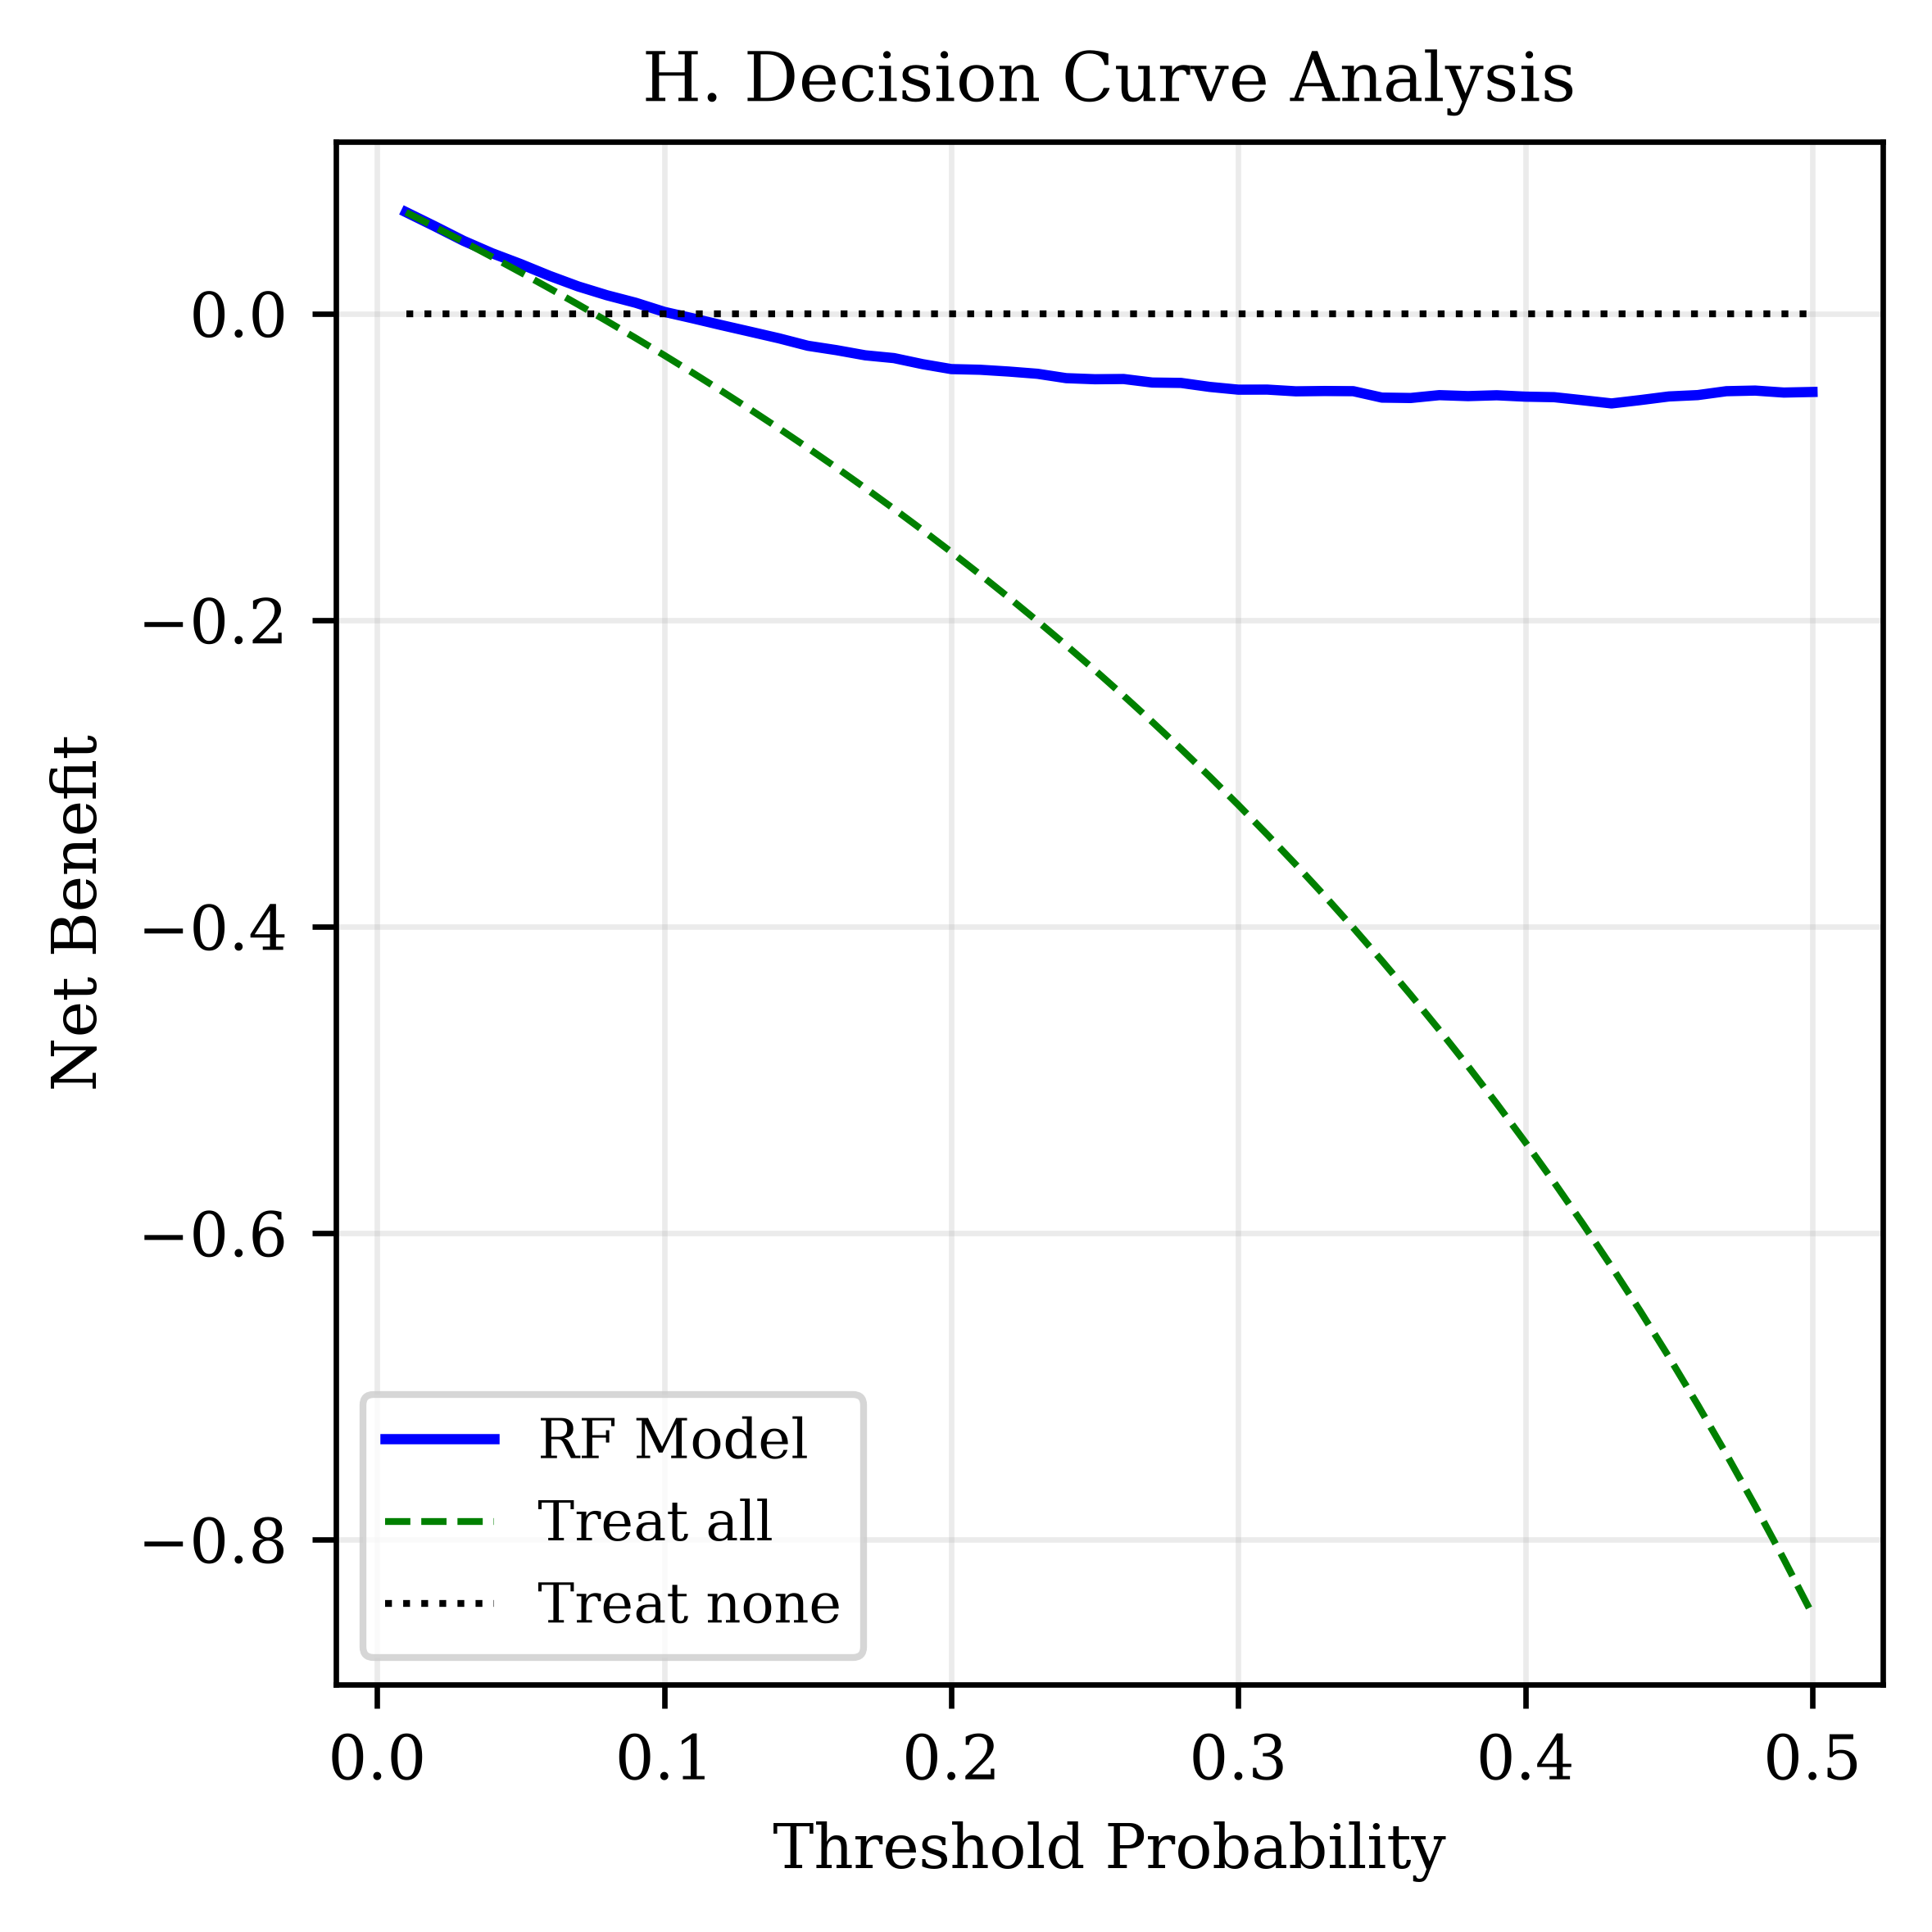 H. Decision Curve Analysis
Net Benefit
0.0
−0.2
−0.4
−0.6
−0.8
RF Model
Treat all
Treat none
0.0 0.1 0.2 0.3 0.4 0.5
Threshold Probability